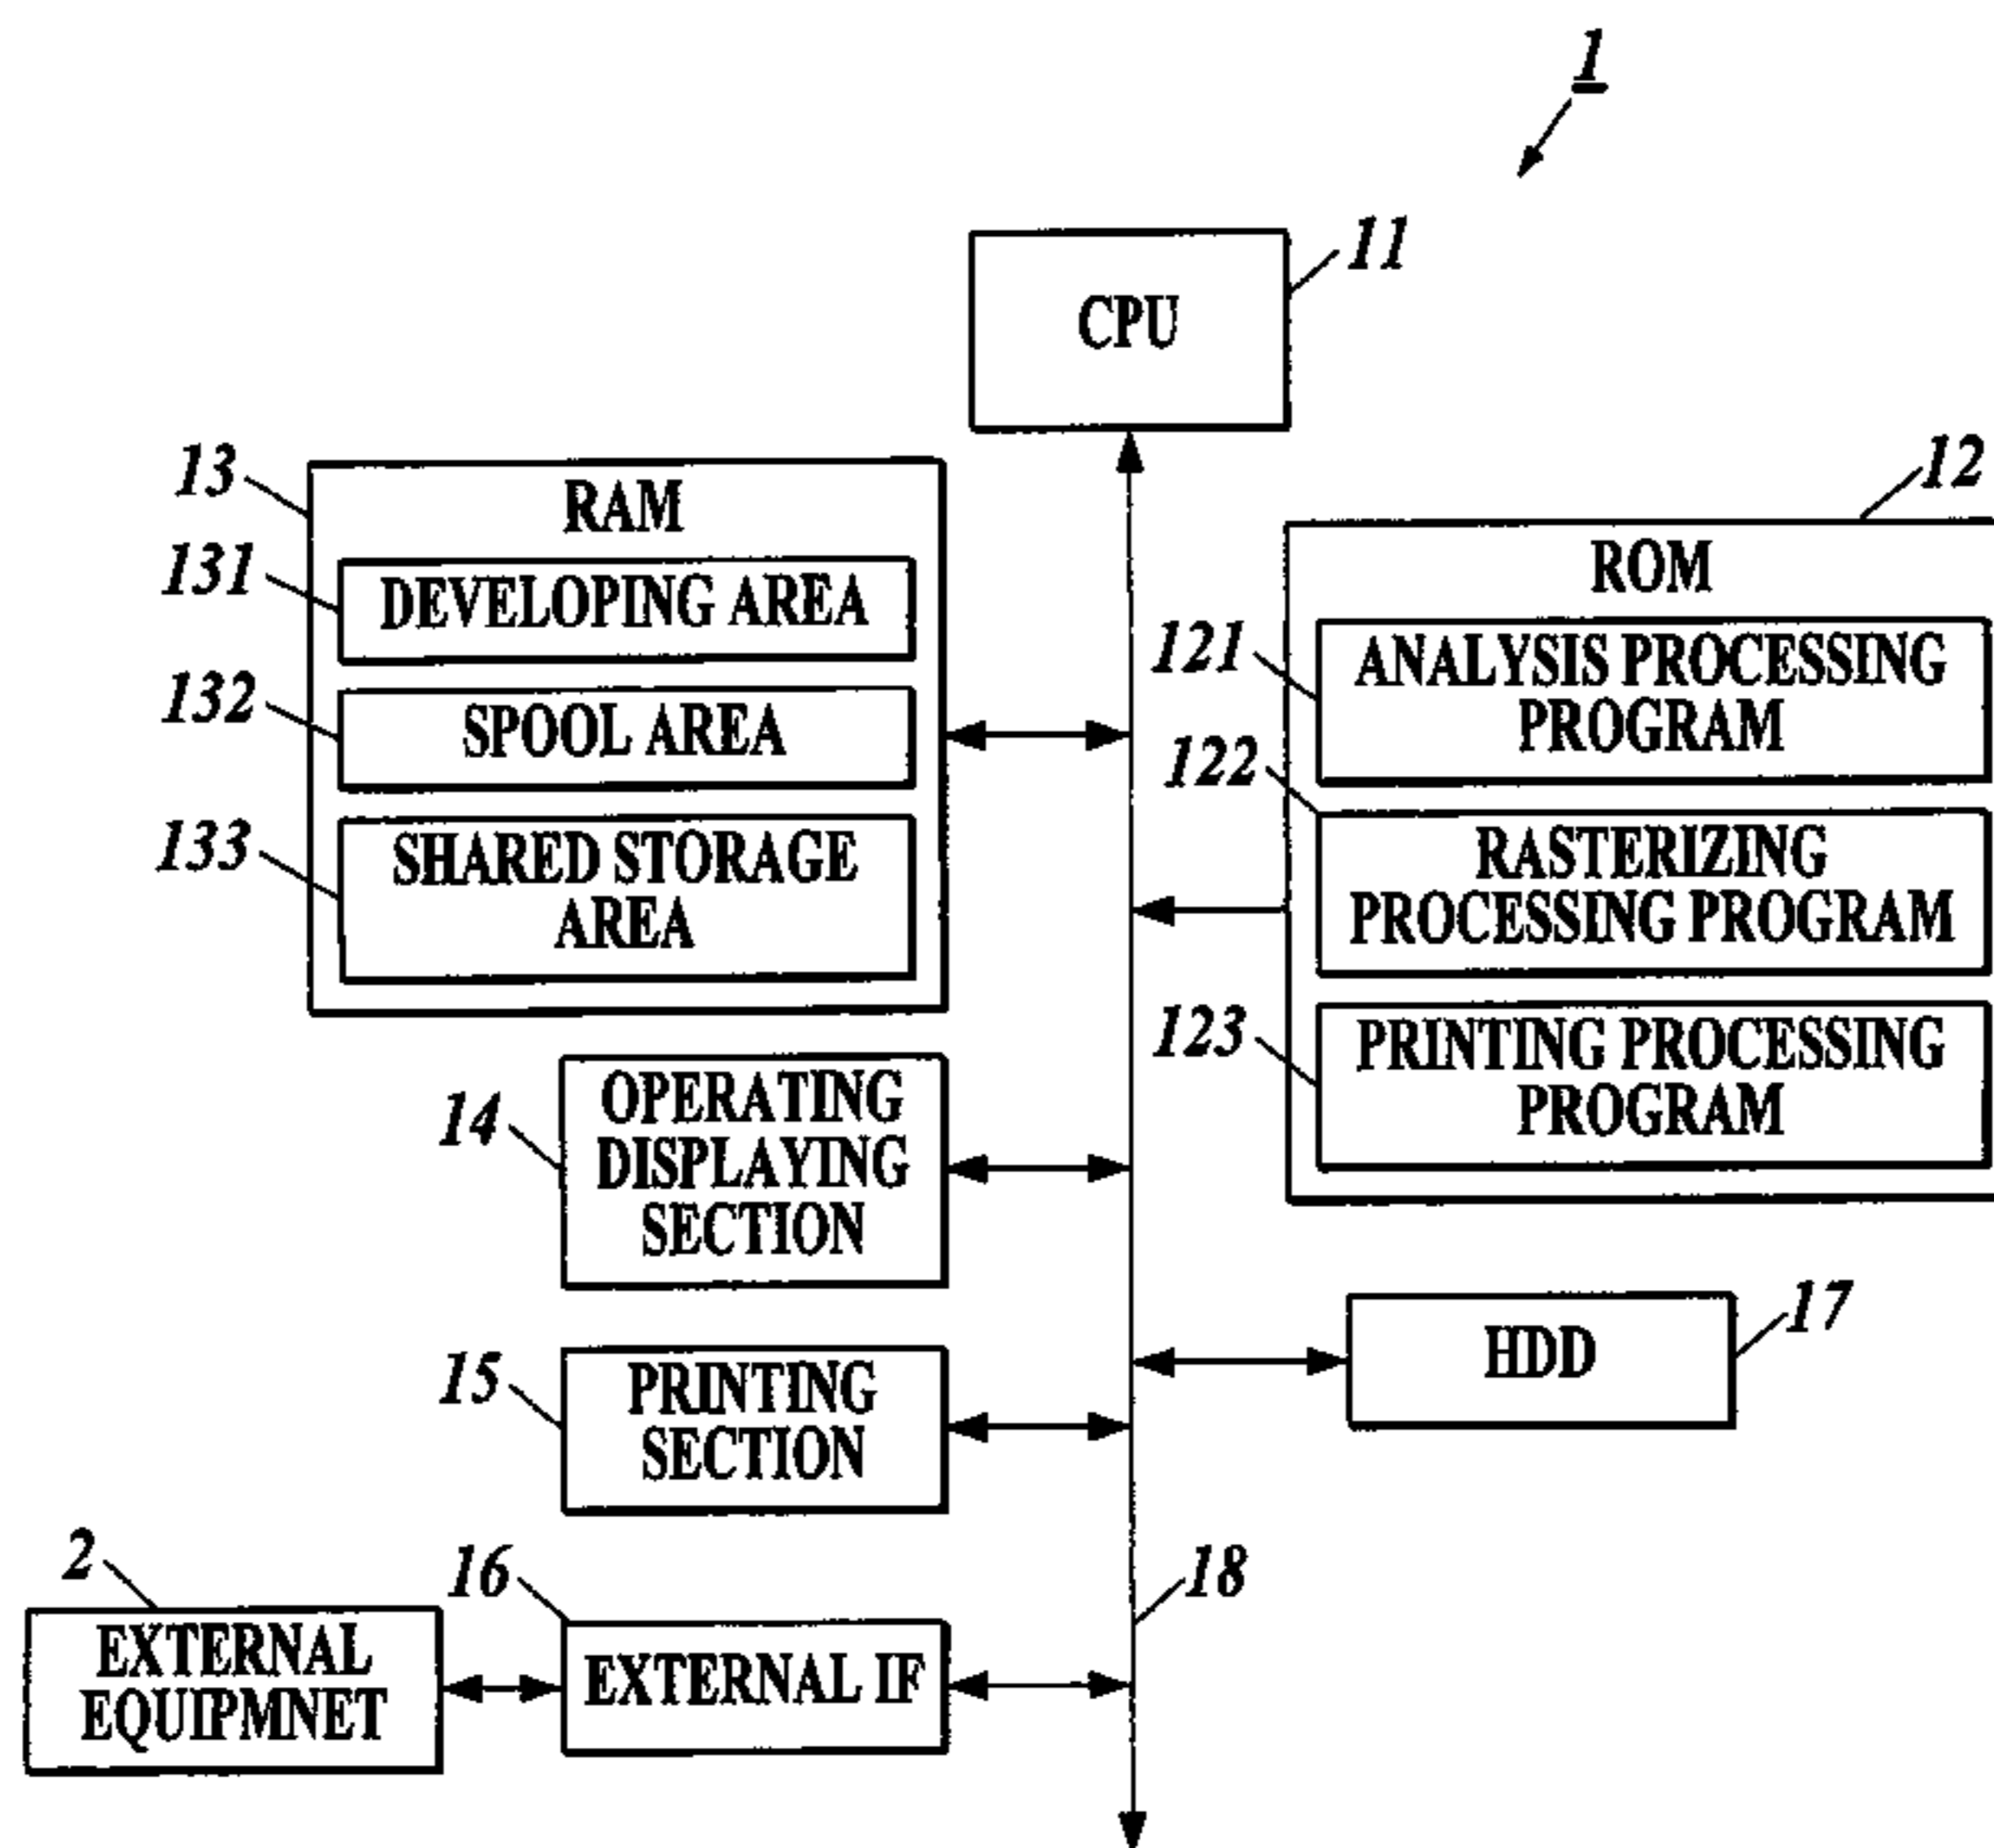 1
CPU
11
13
RAM
131
DEVELOPING AREA
132
SPOOL AREA
133
SHARED STORAGE
AREA
12
ROM
121
ANALYSIS PROCESSING
PROGRAM
122
RASTERIZING
PROCESSING PROGRAM
123
PRINTING PROCESSING
PROGRAM
14
OPERATING
DISPLAYING
SECTION
HDD
17
15
PRINTING
SECTION
2
EXTERNAL
EQUIPMNET
16
EXTERNAL IF
18